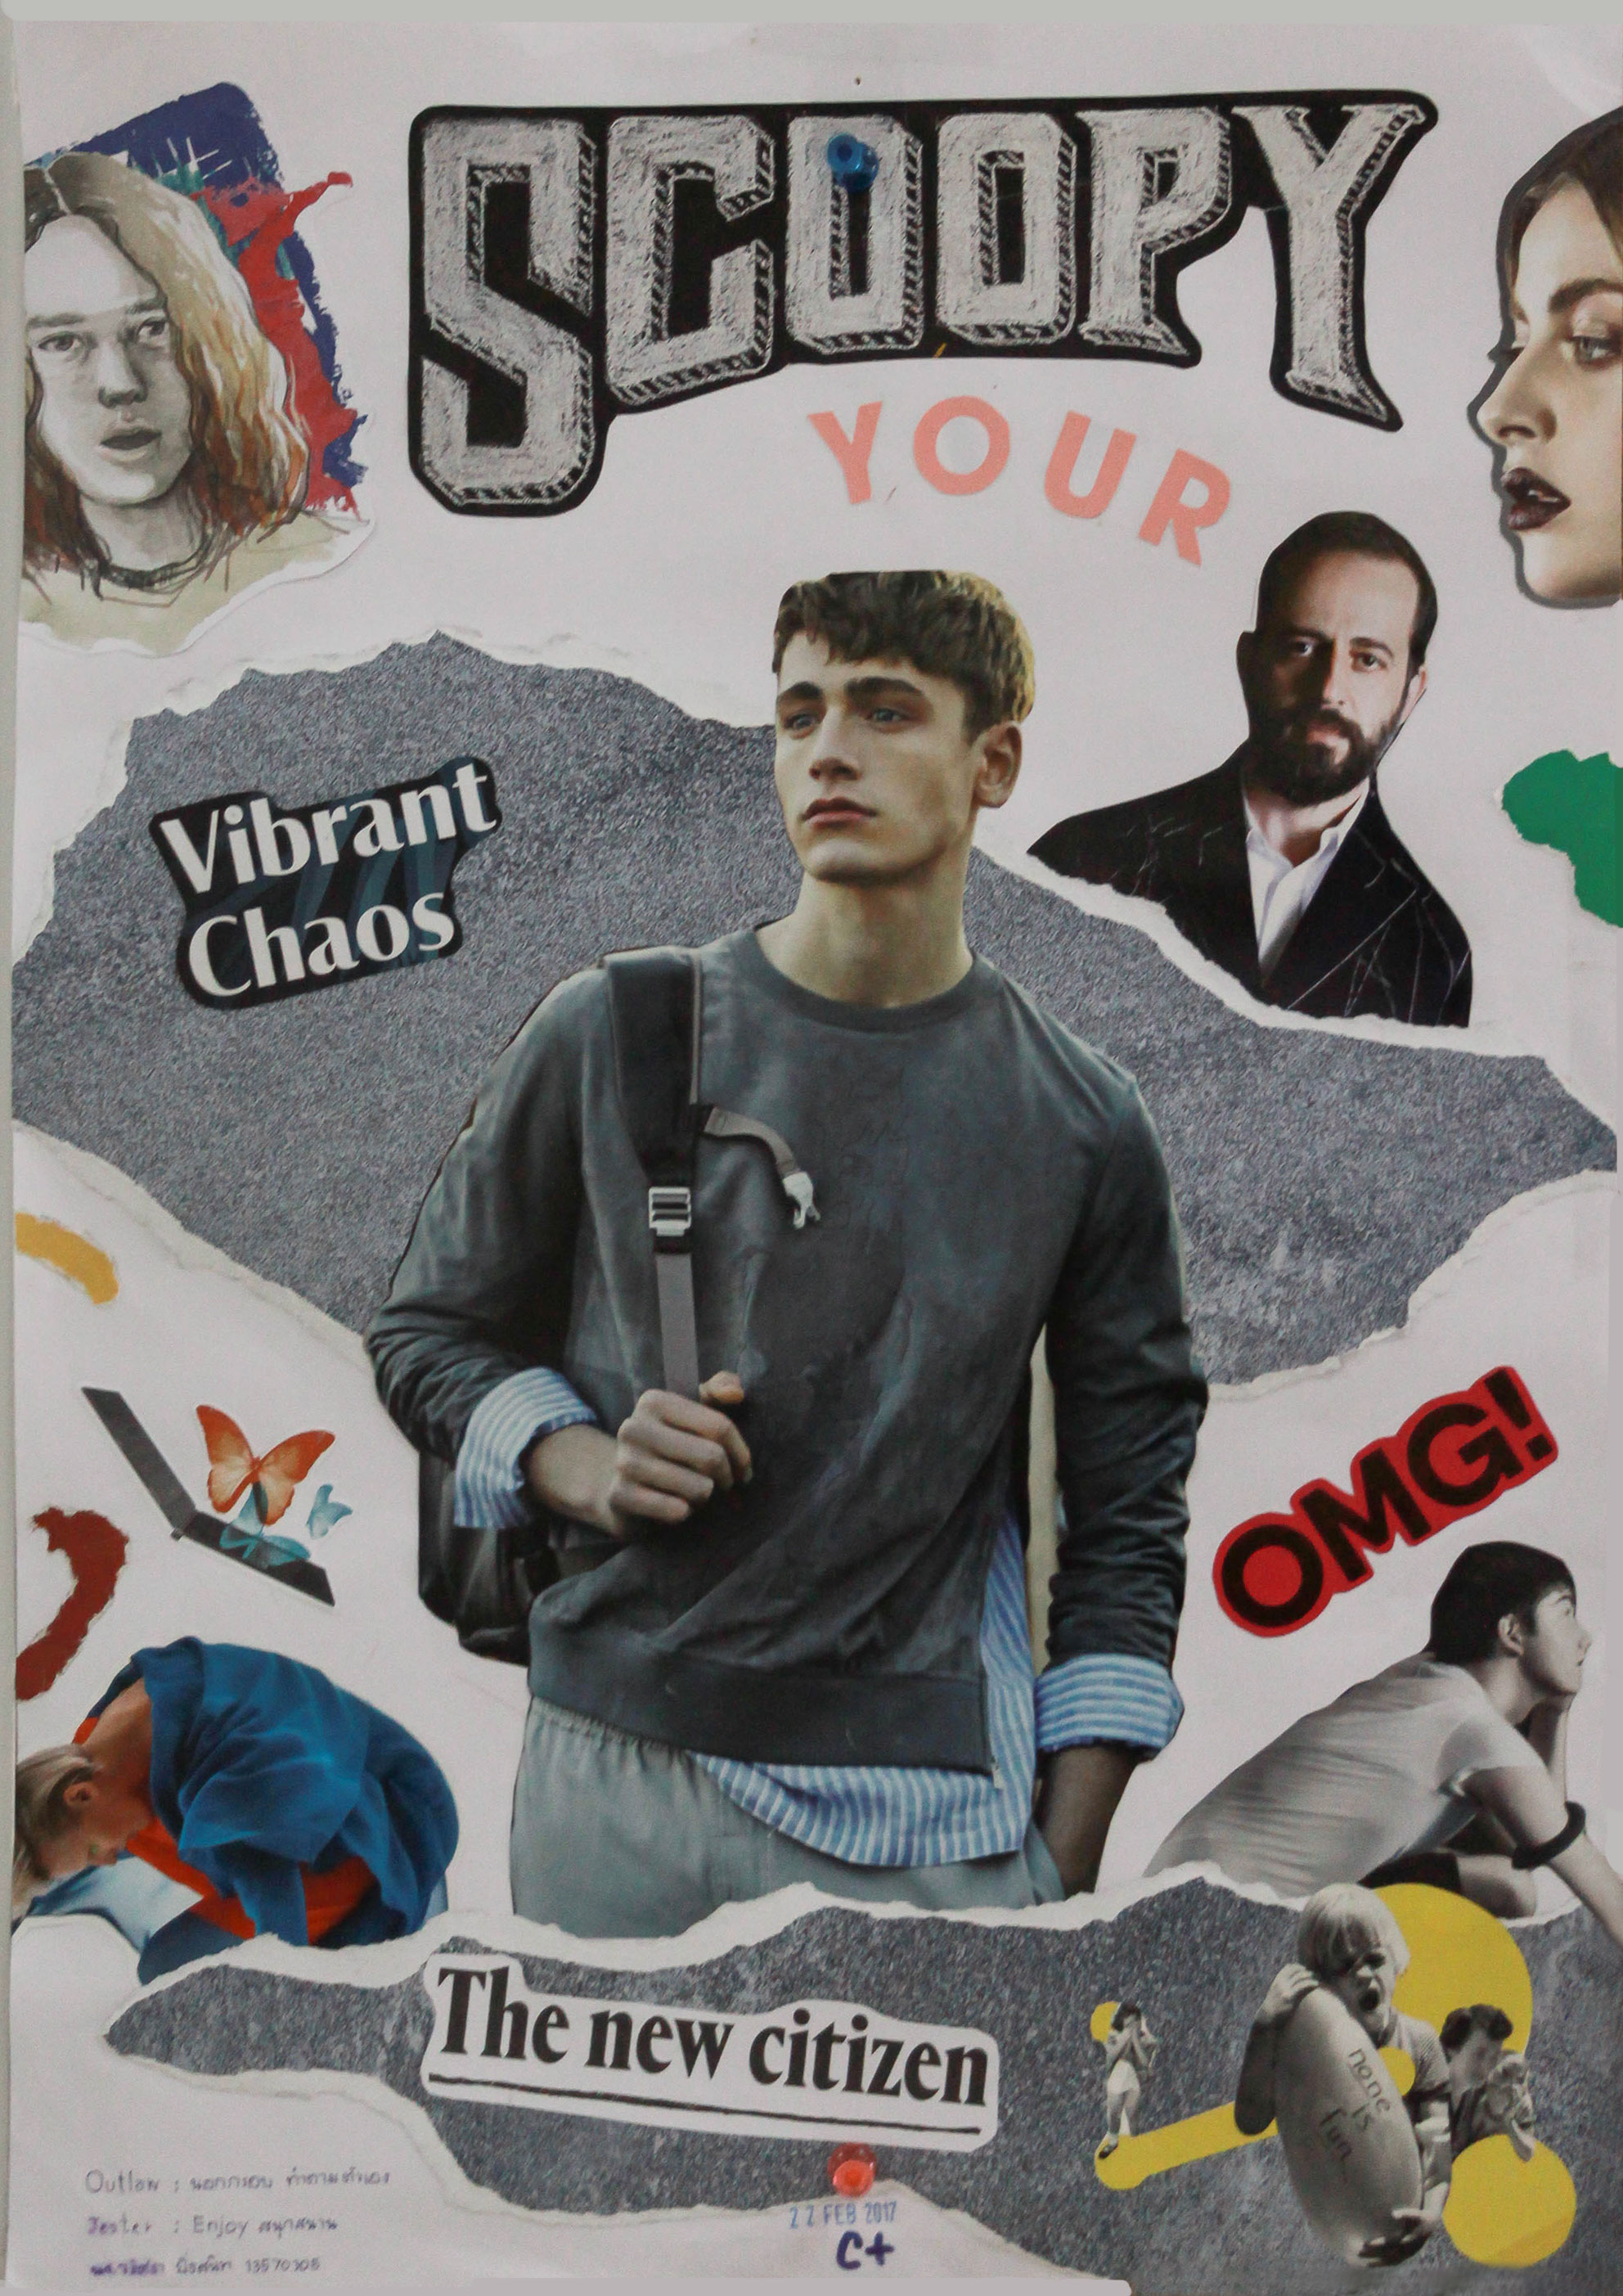 SCOOPY
YOUR
Vibrant
Chaos
OMG!
The new citizen
none
is
fun
Outlaw : นอกกรอบ ทำตามตัวเอง
Jester : Enjoy สนุกสนาน
13570308
22 FEB 2017
C+